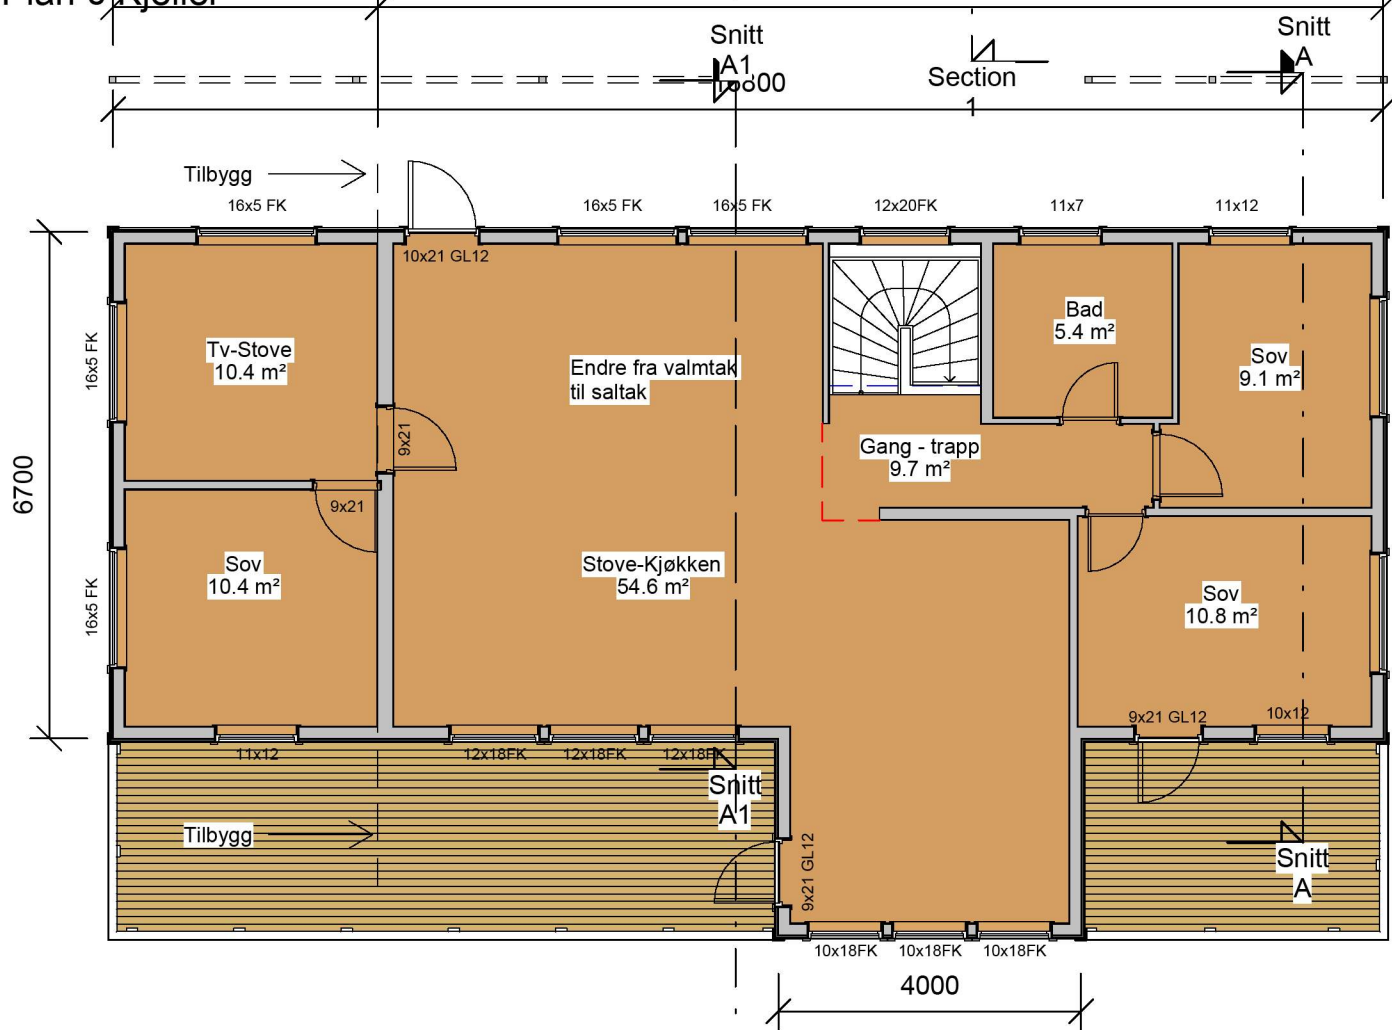 Snitt
A1
Section
1
Snitt
A
Tilbygg
16x5 FK
16x5 FK
16x5 FK
12x20FK
11x7
11x12
10x21 GL12
16x5 FK
Tv-Stove
10.4 m²
Endre fra valmtak
til saltak
Bad
5.4 m²
Sov
9.1 m²
9x21
Gang - trapp
9.7 m²
6700
9x21
16x5 FK
Sov
10.4 m²
Stove-Kjøkken
54.6 m²
Sov
10.8 m²
9x21 GL12
10x12
11x12
12x18FK
12x18FK
12x18FK
Snitt
A1
Tilbygg
9x21 GL12
Snitt
A
10x18FK
10x18FK
10x18FK
4000